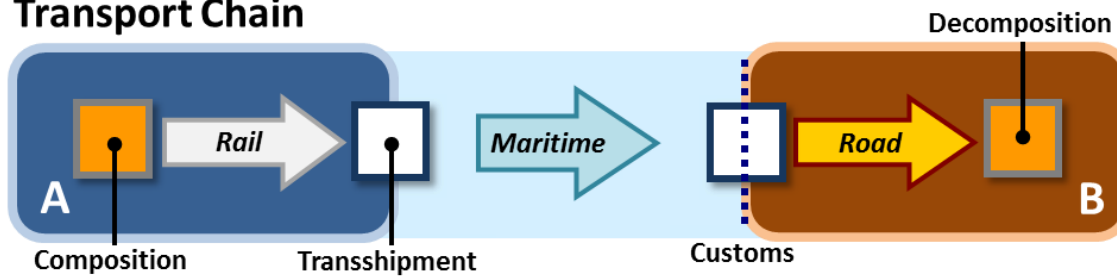 Transport Chain
Decomposition
Rail
Maritime
Road
A
B
Composition
Transshipment
Customs